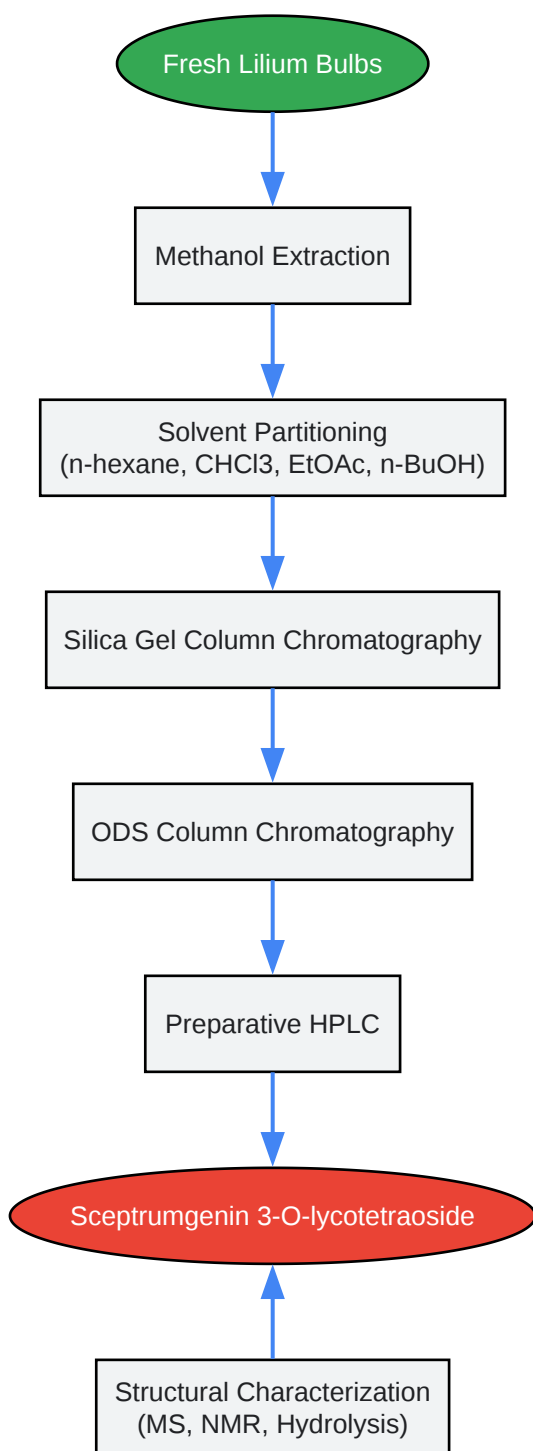 Fresh Lilium Bulbs
Methanol Extraction
Solvent Partitioning
(n-hexane, CHCl3, EtOAc, n-BuOH)
Silica Gel Column Chromatography
ODS Column Chromatography
Preparative HPLC
Sceptrumgenin 3-O-lycotetraoside
Structural Characterization
(MS, NMR, Hydrolysis)